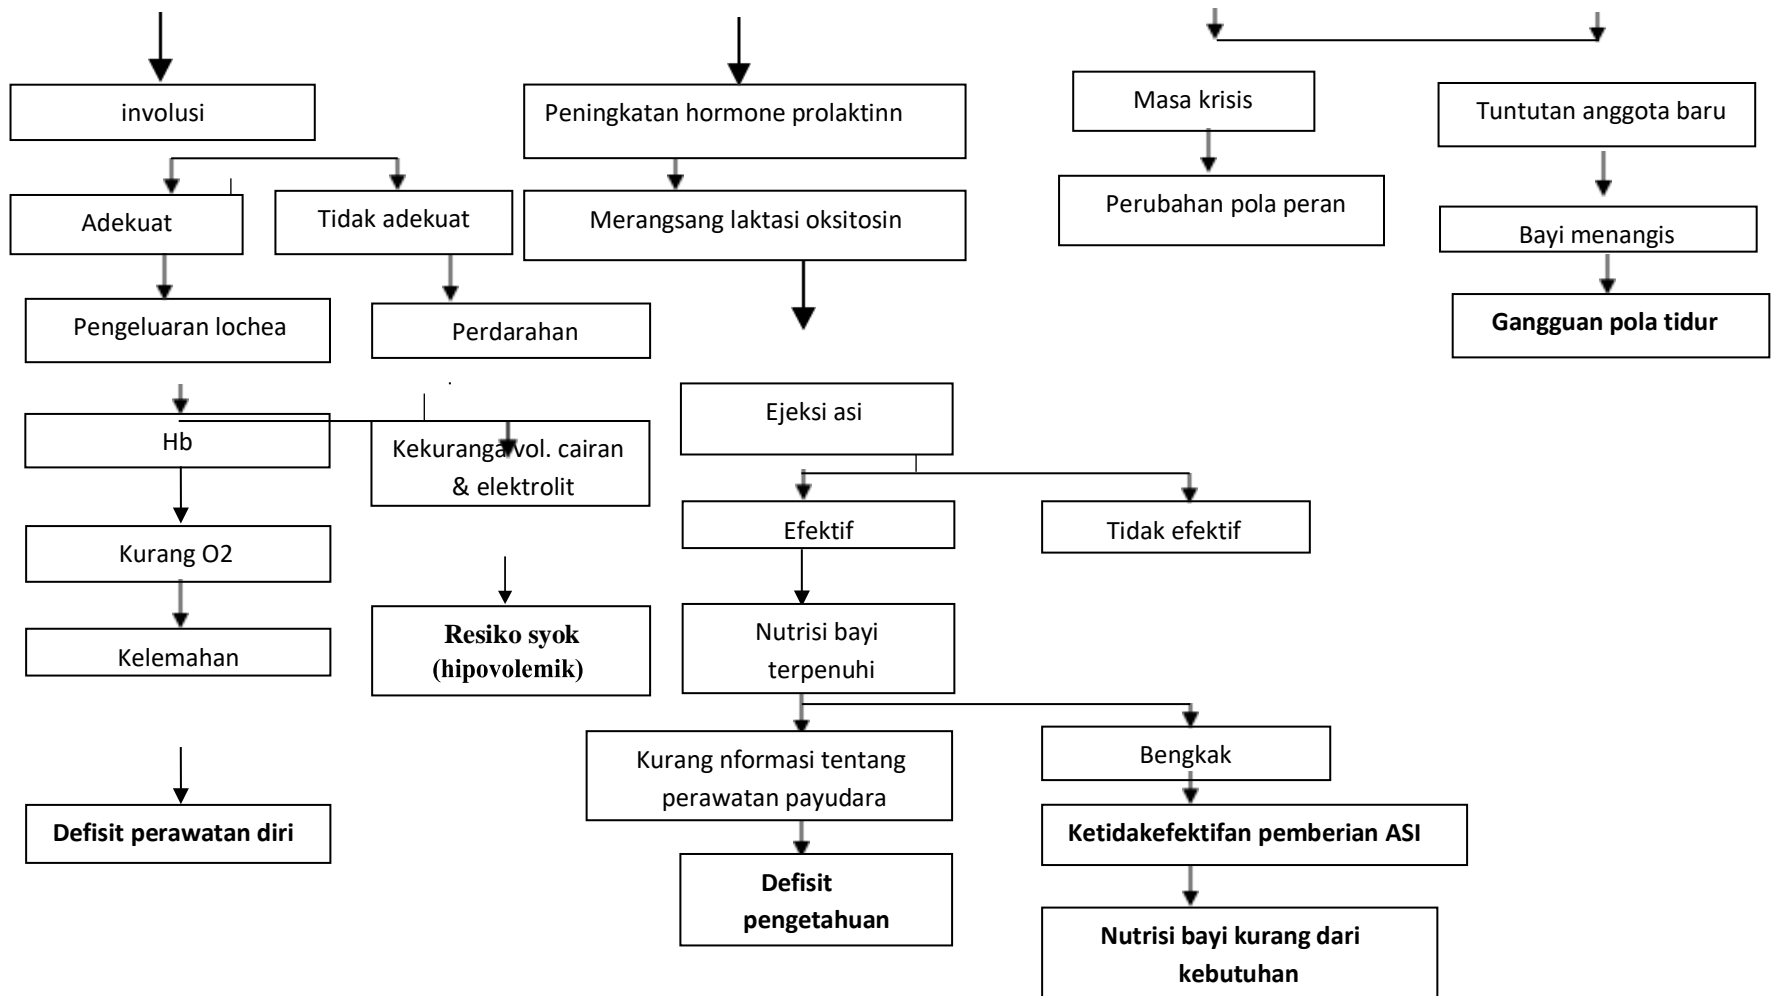 involusi
Adekuat
Tidak adekuat
Pengeluaran lochea
Perdarahan
Hb
Kekuranga vol. cairan
& elektrolit
Kurang O2
Kelemahan
Resiko syok
(hipovolemik)
Defisit perawatan diri
Peningkatan hormone prolaktinn
Merangsang laktasi oksitosin
Ejeksi asi
Efektif
Tidak efektif
Nutrisi bayi
terpenuhi
Kurang nformasi tentang
perawatan payudara
Bengkak
Defisit
pengetahuan
Ketidakefektifan pemberian ASI
Nutrisi bayi kurang dari
kebutuhan
Masa krisis
Perubahan pola peran
Tuntutan anggota baru
Bayi menangis
Gangguan pola tidur